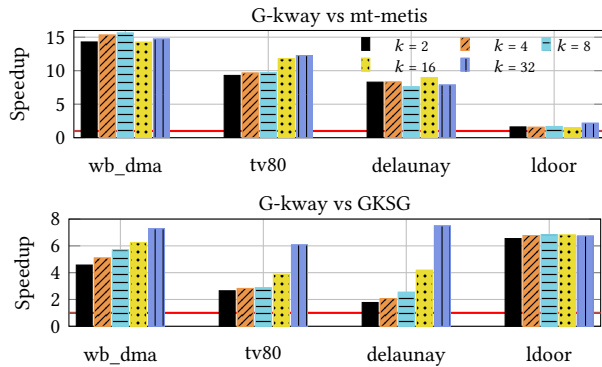 G-kway vs mt-metis
Speedup
15
10
5
0
k = 2
k = 4
k = 8
k = 16
k = 32
wb_dma
tv80
delaunay
ldoor
G-kway vs GKSG
Speedup
8
6
4
2
0
wb_dma
tv80
delaunay
ldoor